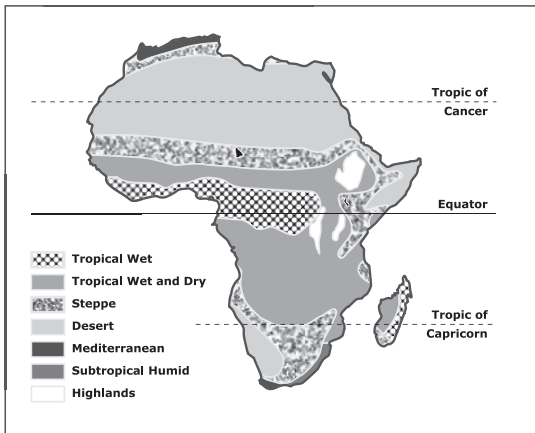 Tropic of
Cancer
Equator
Tropical Wet
Tropical Wet and Dry
Steppe
Desert
Mediterranean
Subtropical Humid
Highlands
Tropic of
Capricorn